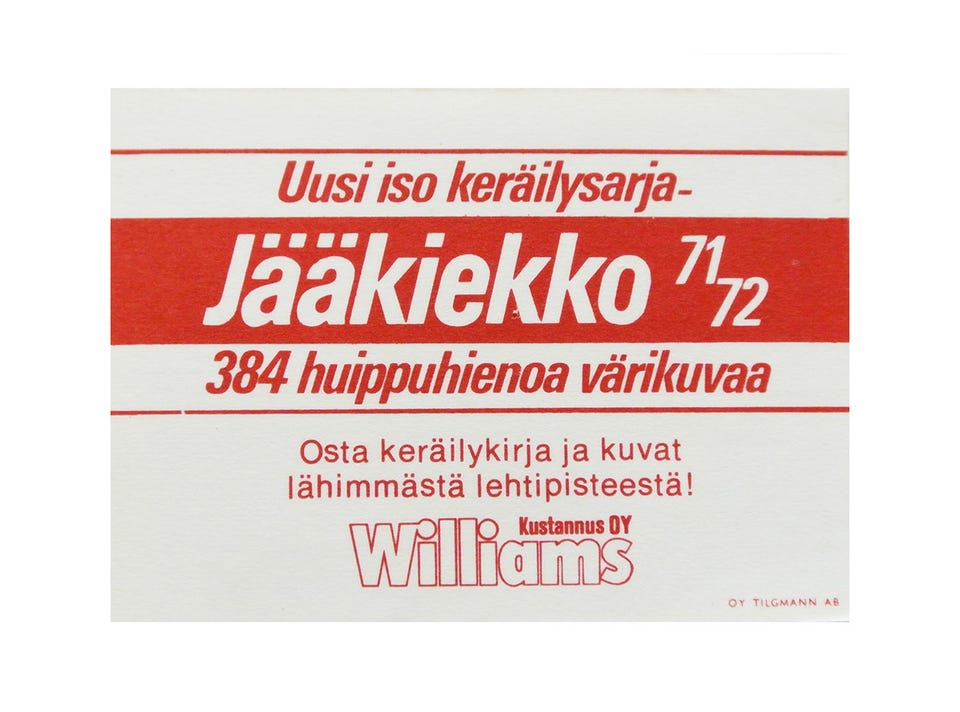 Uusi iso keräilysarja-
Jääkiekko 71/72
384 huippuhienoa värikuvaa
Osta keräilykirja ja kuvat
lähimmästä lehtipisteestä!
Kustannus OY
Williams
OY TILGMANN AB